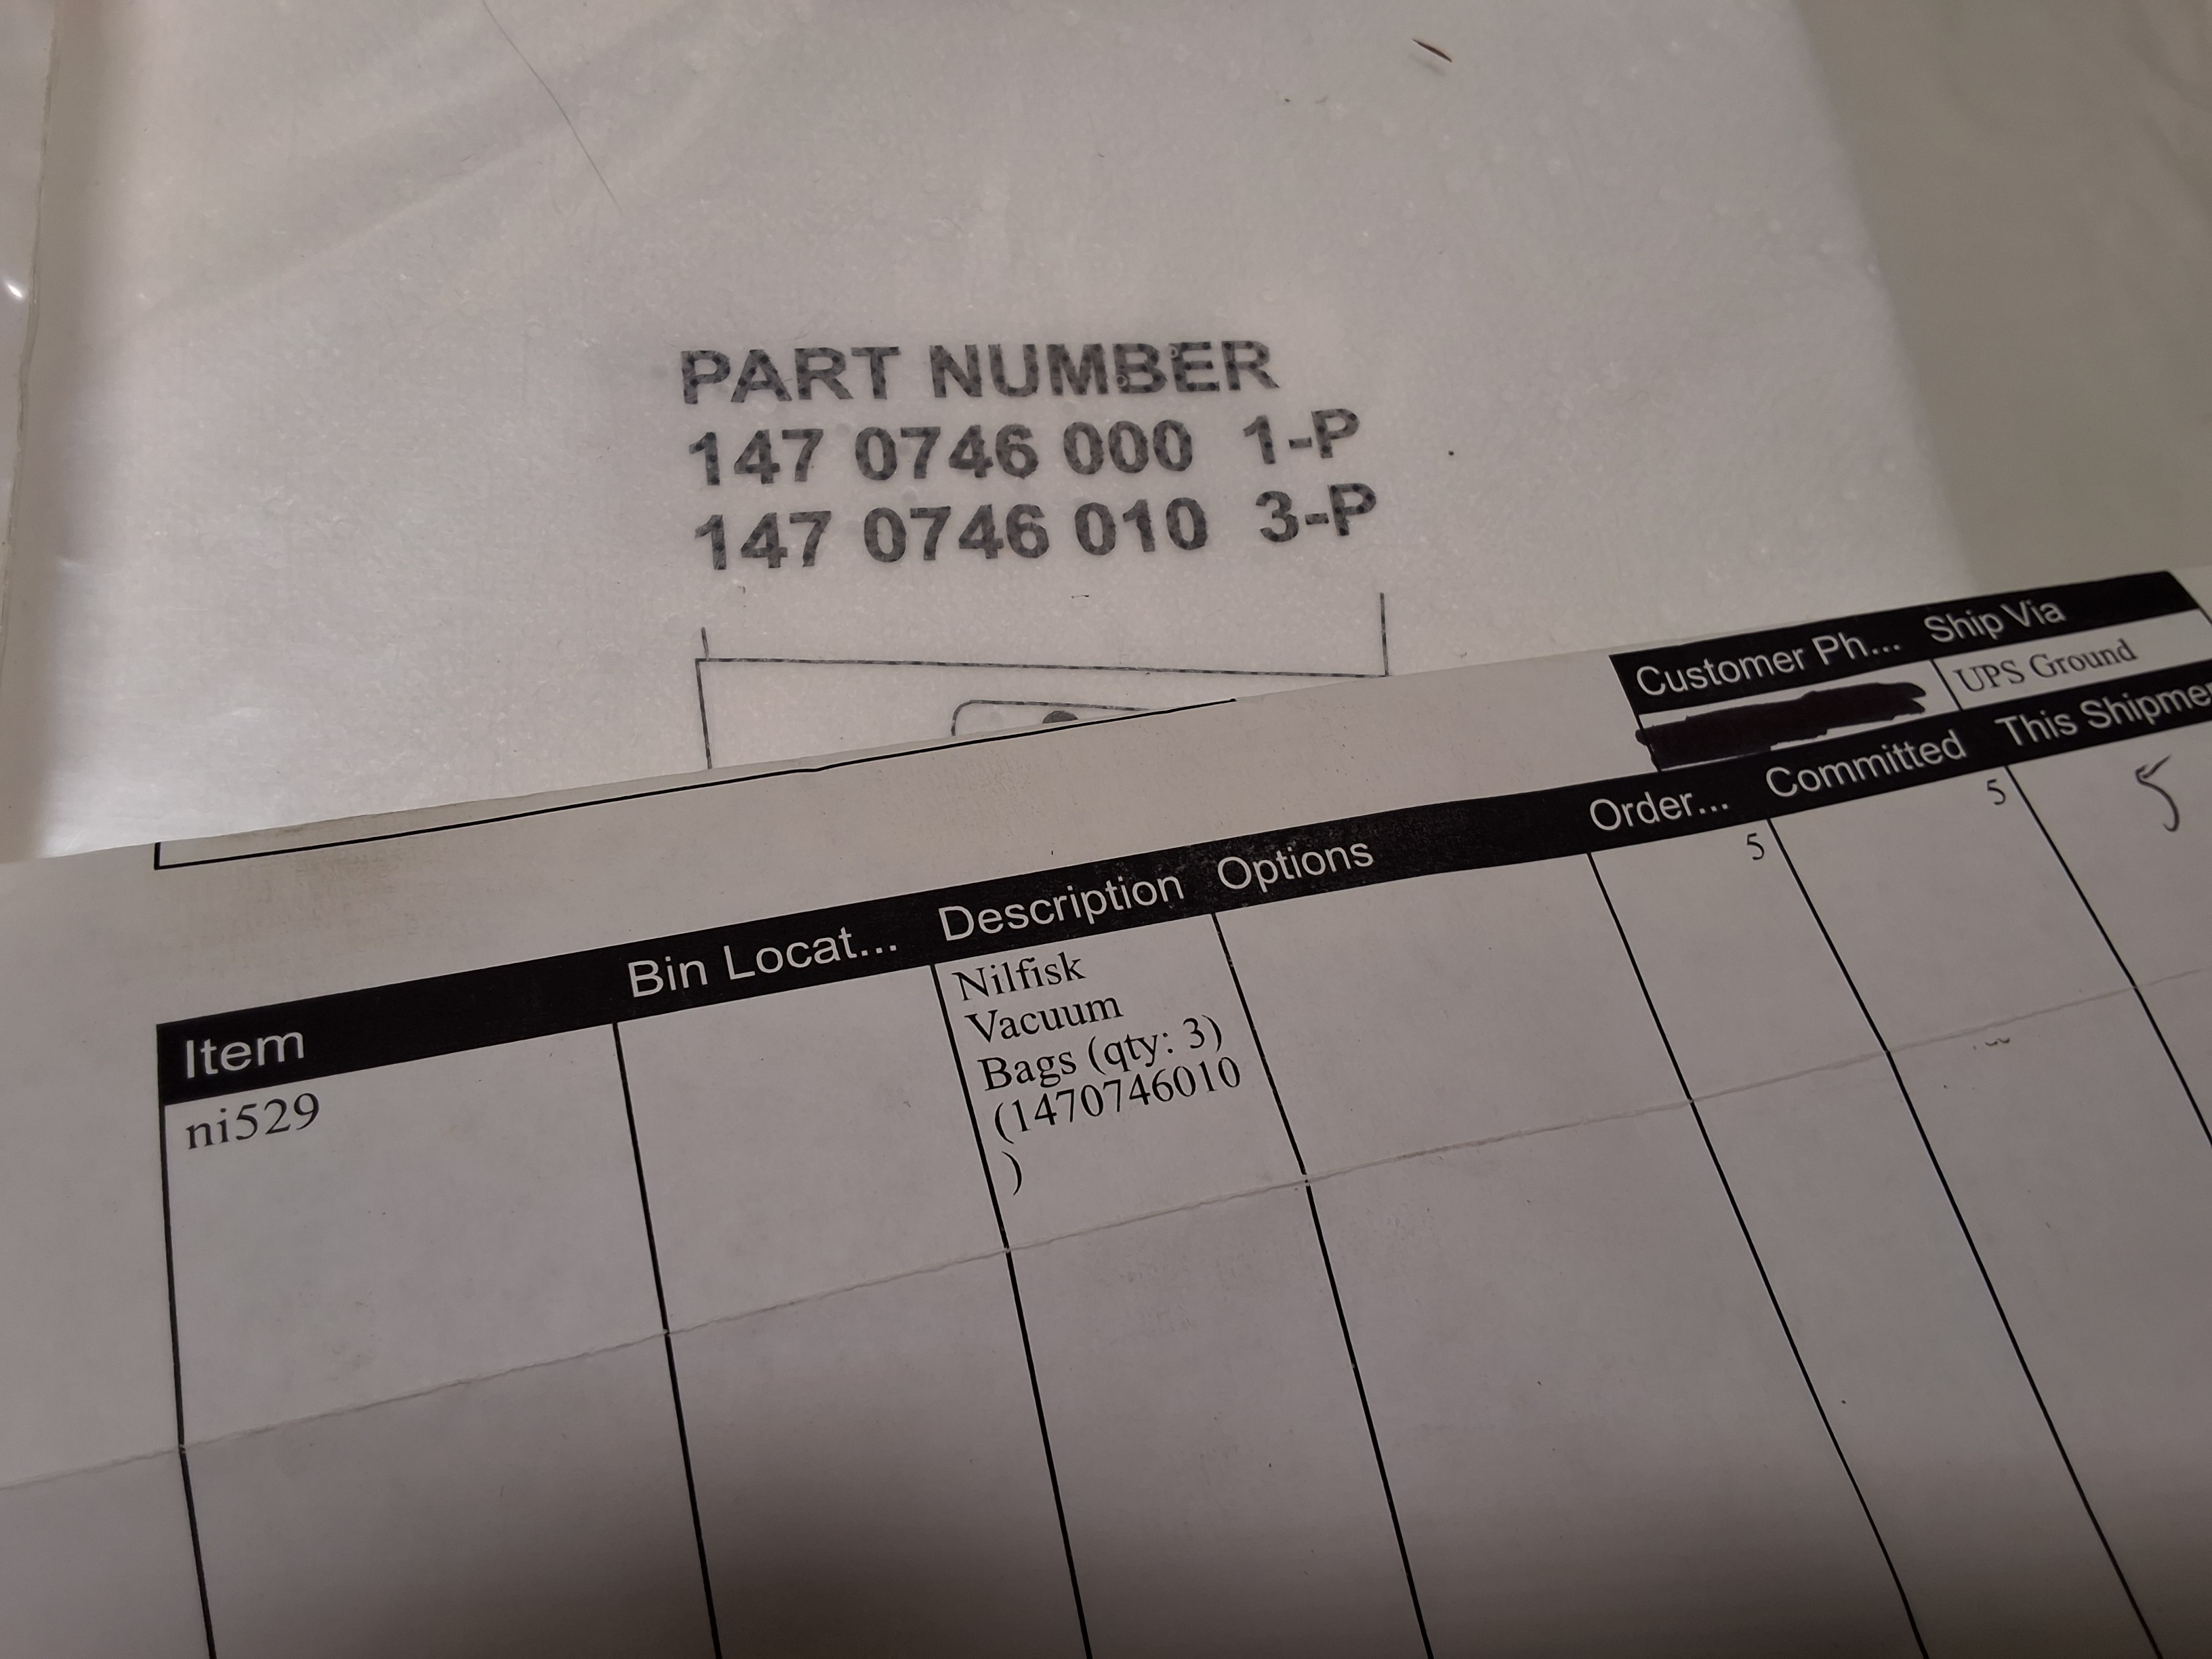 PART NUMBER
147 0746 000 1-P
147 0746 010 3-P
Customer Ph... Ship Via
UPS Ground
Item Bin Locat... Description Options Order... Committed This
ni529 Nilfisk 5 5 5
Vacuum
Bags (qty: 3)
(1470746010
)